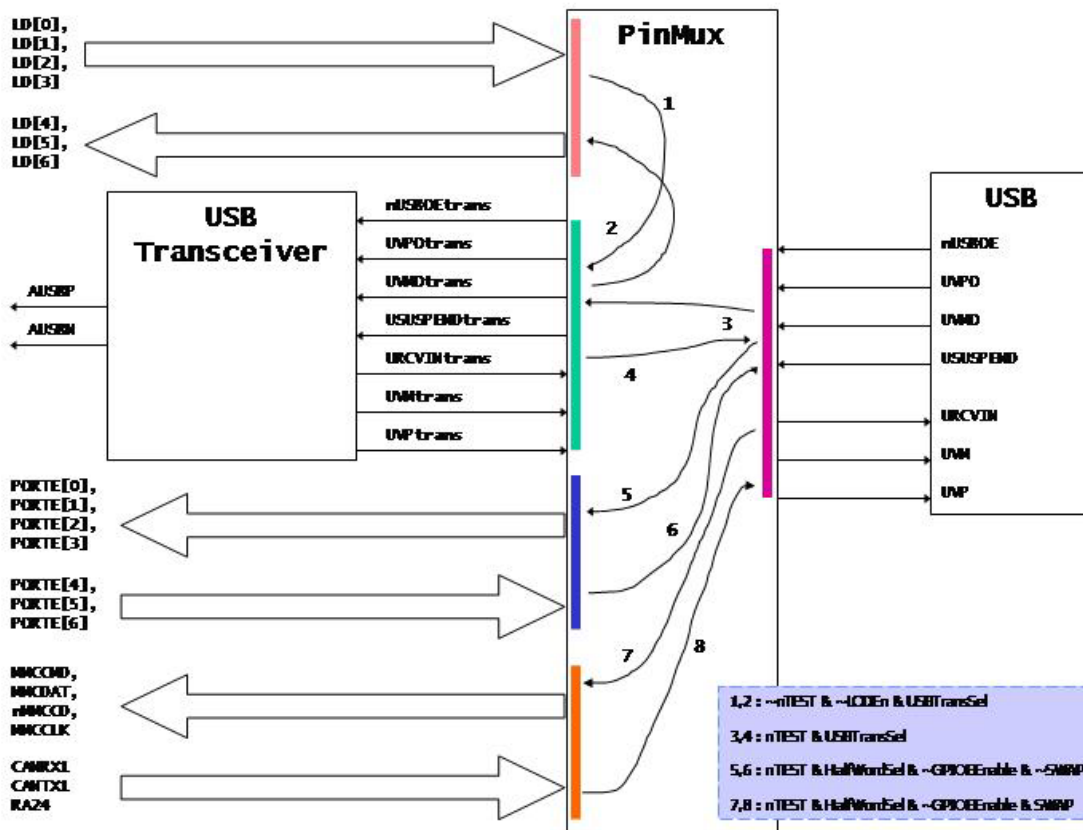 LD[0],
LD[1],
LD[2],
LD[3]
PinMux
1
LD[4],
LD[5],
LD[6]
USB
Transceiver
nUSBOEtrans
UVPOtrans
UVMOtrans
USUSPENDtrans
URCVINtrans
UVMtrans
UVPtrans
AUSBP
AUSBN
2
3
4
USB
nUSBOE
UVPO
UVMO
USUSPEND
URCVIN
UVM
UVP
PORTE[0],
PORTE[1],
PORTE[2],
PORTE[3]
5
6
PORTE[4],
PORTE[5],
PORTE[6]
7
8
MMCCMD,
MMCDAT,
nMMCCD,
MMCCLK
CANRX1
CANTX1
RA24
1,2 : ~nTEST & ~LCDEn & USBTransSel
3,4 : nTEST & USBTransSel
5,6 : nTEST & HalfWordSel & ~GPIOEEnable & ~SWAP
7,8 : nTEST & HalfWordSel & ~GPIOEEnable & SWAP